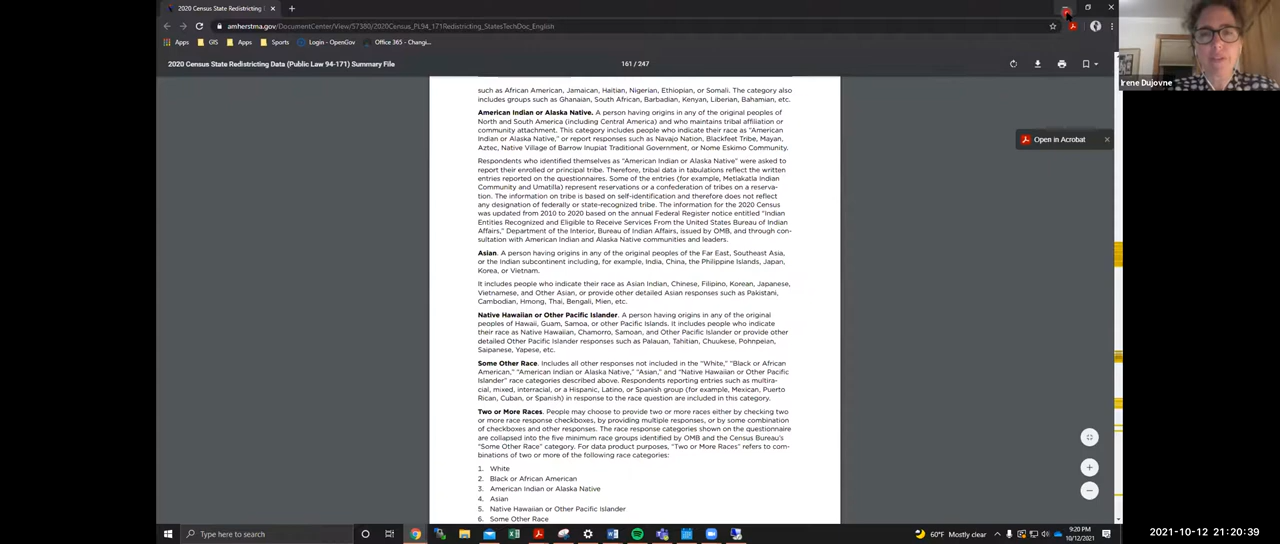 2020 Census State Redistricting
amherstma.gov/DocumentCenter/View/57380/2020Census_PL94_171Redistricting_StatesTechDoc_English
Apps GIS Apps Sports Login - OpenGov Office 365 - Changi...
2020 Census State Redistricting Data (Public Law 94-171) Summary File
161 / 247
Irene Dujovne
Open in Acrobat
such as African American, Jamaican, Haitian, Nigerian, Ethiopian, or Somali. The category also
includes groups such as Ghanaian, South African, Barbadian, Kenyan, Liberian, Bahamian, etc.
American Indian or Alaska Native. A person having origins in any of the original peoples of
North and South America (including Central America) and who maintains tribal affiliation or
community attachment. This category includes people who indicate their race as "American
Indian or Alaska Native," or report responses such as Navajo Nation, Blackfeet Tribe, Mayan,
Aztec, Native Village of Barrow Inupiat Traditional Government, or Nome Eskimo Community.
Respondents who identified themselves as "American Indian or Alaska Native" were asked to
report their enrolled or principal tribe. Therefore, tribal data in tabulations reflect the written
entries reported on the questionnaires. Some of the entries (for example, Metlakatla Indian
Community and Umatilla) represent reservations or a confederation of tribes on a reserva-
tion. The information on tribe is based on self-identification and therefore does not reflect
any designation of federally or state-recognized tribe. The information for the 2020 Census
was updated from 2010 to 2020 based on the annual Federal Register notice entitled "Indian
Entities Recognized and Eligible to Receive Services From the United States Bureau of Indian
Affairs," Department of the Interior, Bureau of Indian Affairs, issued by OMB, and through con-
sultation with American Indian and Alaska Native communities and leaders.
Asian. A person having origins in any of the original peoples of the Far East, Southeast Asia,
or the Indian subcontinent including, for example, India, China, the Philippine Islands, Japan,
Korea, or Vietnam.
It includes people who indicate their race as Asian Indian, Chinese, Filipino, Korean, Japanese,
Vietnamese, and Other Asian, or provide other detailed Asian responses such as Pakistani,
Cambodian, Hmong, Thai, Bengali, Mien, etc.
Native Hawaiian or Other Pacific Islander. A person having origins in any of the original
peoples of Hawaii, Guam, Samoa, or other Pacific Islands. It includes people who indicate
their race as Native Hawaiian, Chamorro, Samoan, and Other Pacific Islander or provide other
detailed Other Pacific Islander responses such as Palauan, Tahitian, Chuukese, Pohnpeian,
Saipanese, Yapese, etc.
Some Other Race. Includes all other responses not included in the "White," "Black or African
American," "American Indian or Alaska Native," "Asian," and "Native Hawaiian or Other Pacific
Islander" race categories described above. Respondents reporting entries such as multira-
cial, mixed, interracial, or a Hispanic, Latino, or Spanish group (for example, Mexican, Puerto
Rican, Cuban, or Spanish) in response to the race question are included in this category.
Two or More Races. People may choose to provide two or more races either by checking two
or more race response checkboxes, by providing multiple responses, or by some combination
of checkboxes and other responses. The race response categories shown on the questionnaire
are collapsed into the five minimum race groups identified by OMB and the Census Bureau's
"Some Other Race" category. For data product purposes, "Two or More Races" refers to com-
binations of two or more of the following race categories:
1. White
2. Black or African American
3. American Indian or Alaska Native
4. Asian
5. Native Hawaiian or Other Pacific Islander
6. Some Other Race
Type here to search
60°F Mostly clear
9:20 PM
10/12/2021
2021-10-12 21:20:39